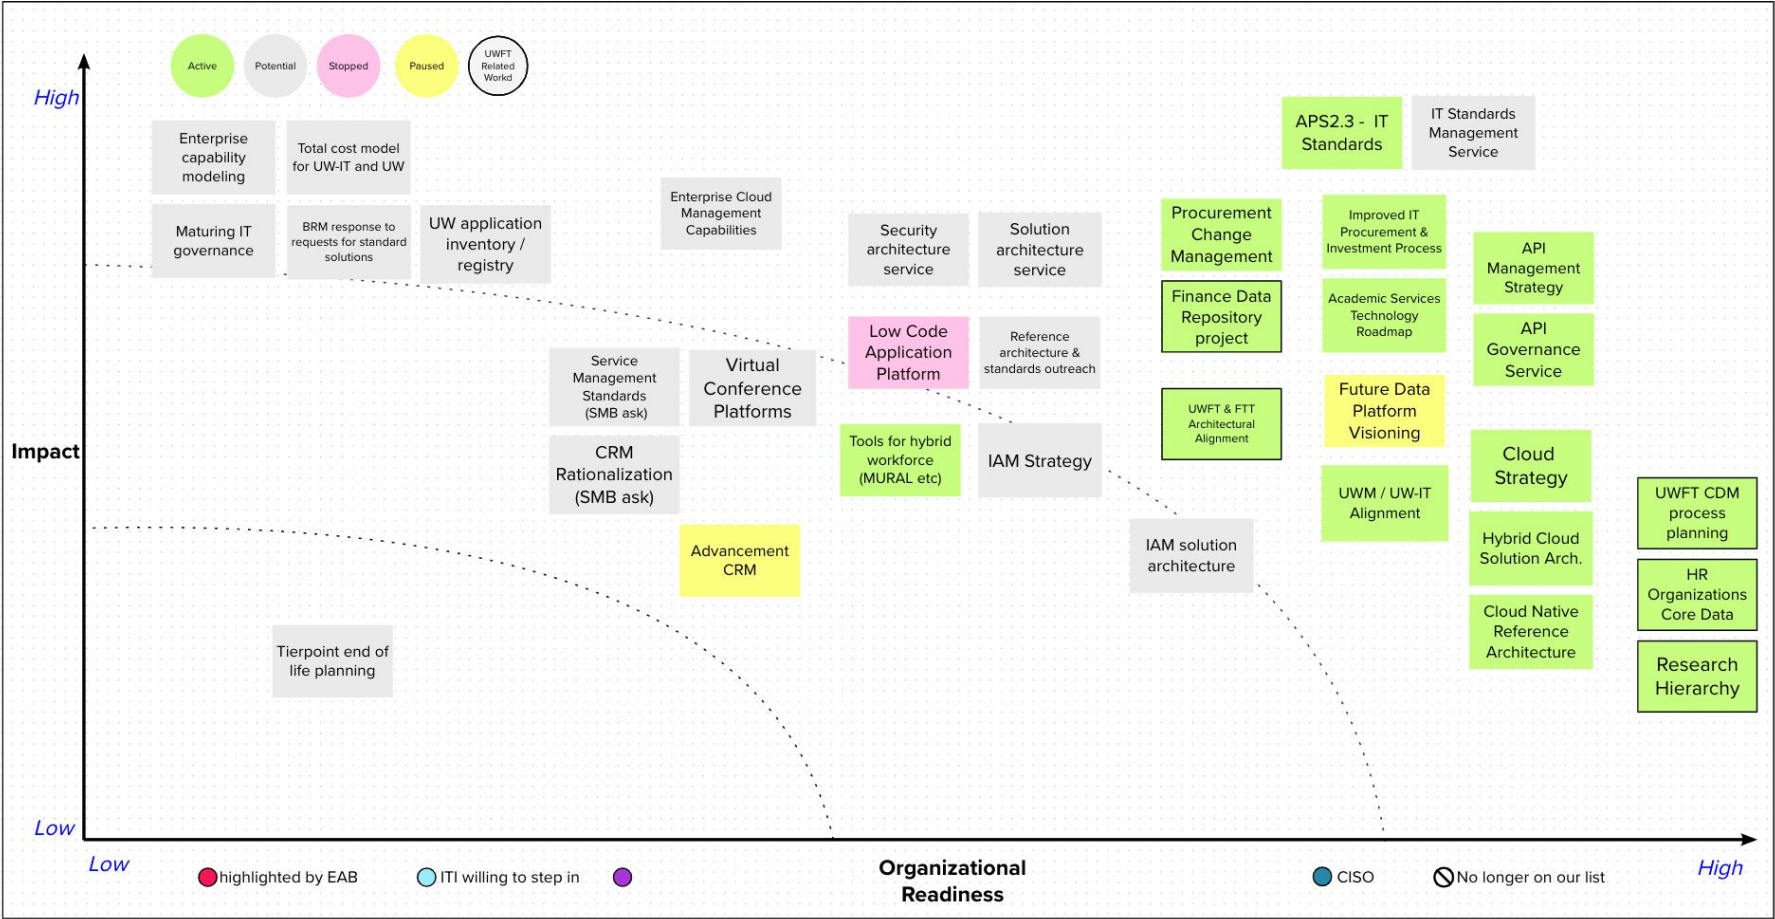 Active
Potential
Stopped
Paused
UWFT
Related
Workd
High
Enterprise
capability
modeling
Total cost model
for UW-IT and UW
Maturing IT
governance
BRM response to
requests for standard
solutions
UW application
inventory /
registry
Enterprise Cloud
Management
Capabilities
Security
architecture
service
Solution
architecture
service
APS2.3 - IT
Standards
IT Standards
Management
Service
Procurement
Change
Management
Improved IT
Procurement &
Investment Process
API
Management
Strategy
Finance Data
Repository
project
Academic Services
Technology
Roadmap
API
Governance
Service
Low Code
Application
Platform
Reference
architecture &
standards outreach
Service
Management
Standards
(SMB ask)
Virtual
Conference
Platforms
UWFT & FTT
Architectural
Alignment
Future Data
Platform
Visioning
Impact
CRM
Rationalization
(SMB ask)
Tools for hybrid
workforce
(MURAL etc)
IAM Strategy
Cloud
Strategy
UWM / UW-IT
Alignment
UWFT CDM
process
planning
Advancement
CRM
IAM solution
architecture
Hybrid Cloud
Solution Arch.
HR
Organizations
Core Data
Cloud Native
Reference
Architecture
Tierpoint end of
life planning
Research
Hierarchy
Low
Low
highlighted by EAB
ITI willing to step in
Organizational
Readiness
CISO
No longer on our list
High